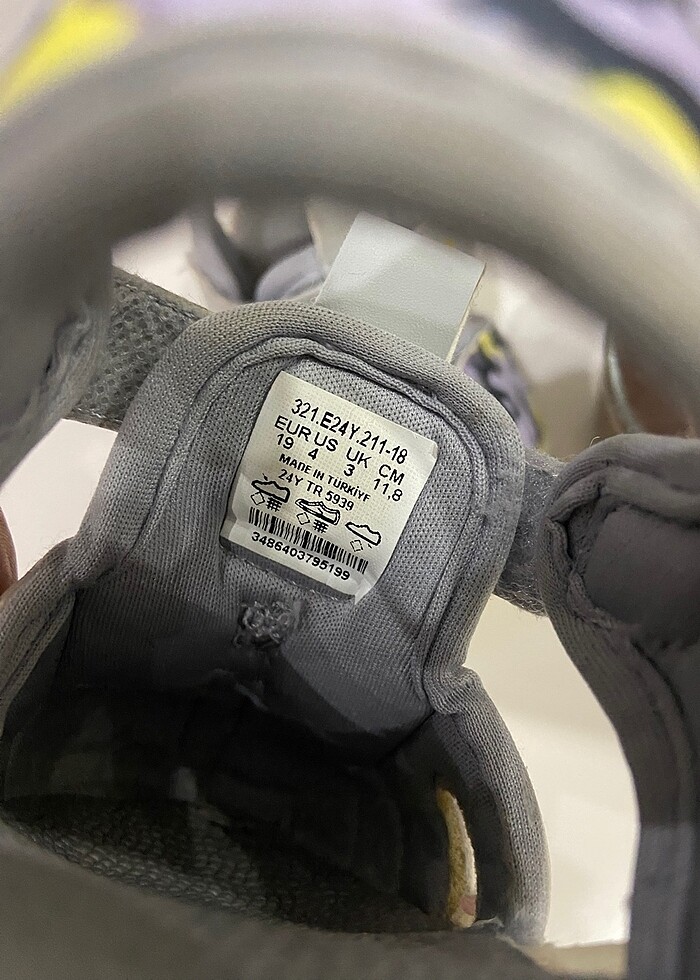 321.E24Y.211-18
EUR US UK CM
19 4 3 11,8
MADE IN TURKİYE
24Y TR 5939
3486403795199